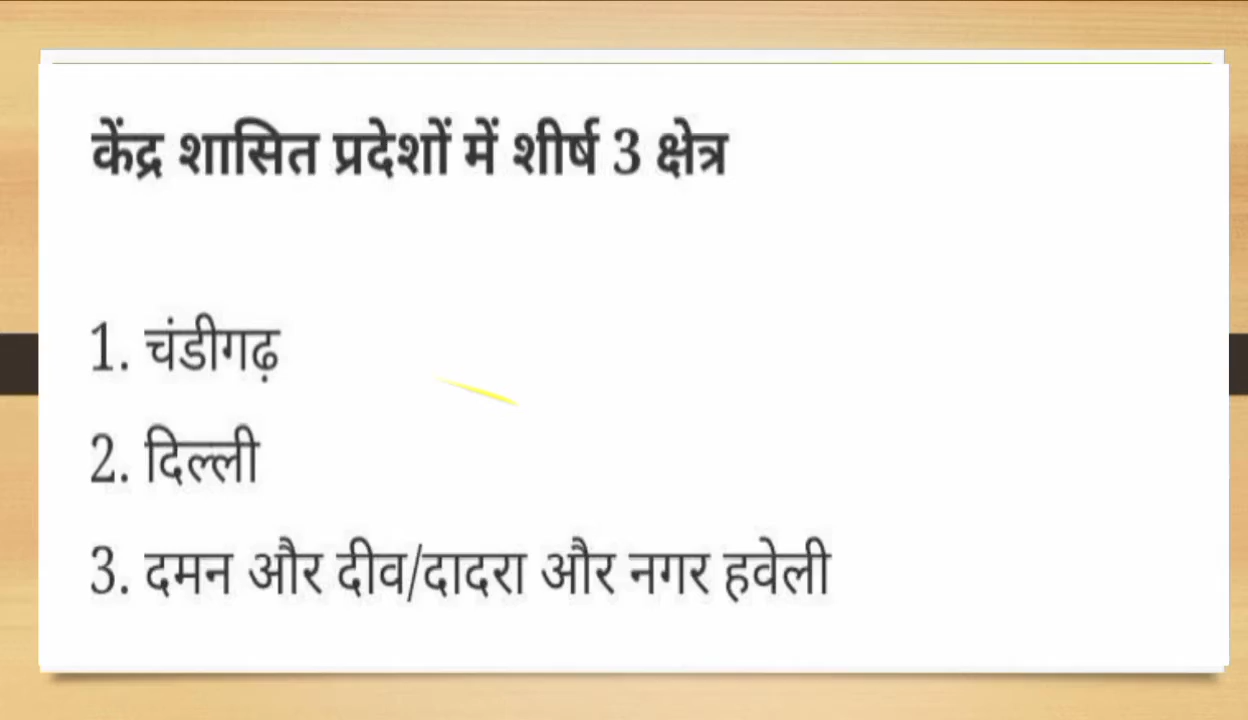 केंद्र शासित प्रदेशों में शीर्ष 3 क्षेत्र
1. चंडीगढ़
2. दिल्ली
3. दमन और दीव/दादरा और नगर हवेली